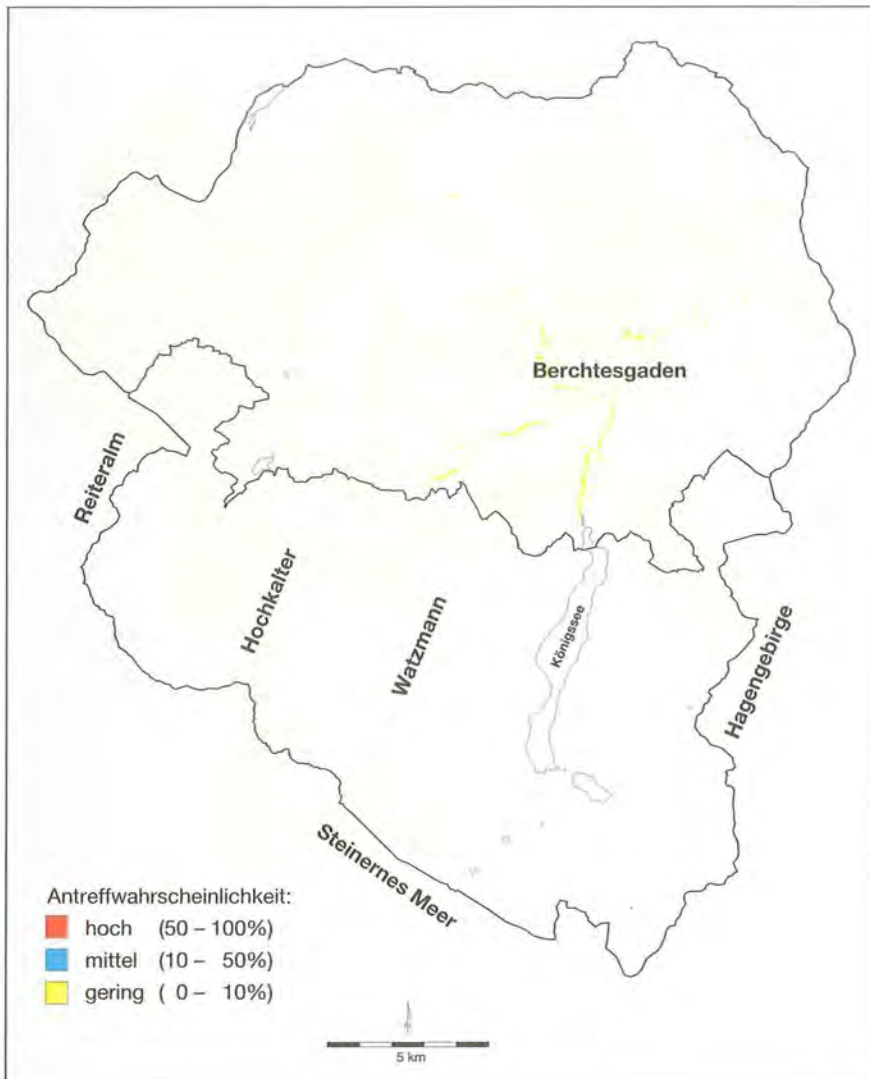 Berchtesgaden
Reiteralm
Hochkalter
Watzmann
Königssee
Hagengebirge
Steinernes Meer
Antreffwahrscheinlichkeit:
hoch (50 – 100%)
mittel (10 – 50%)
gering ( 0 – 10%)
5 km